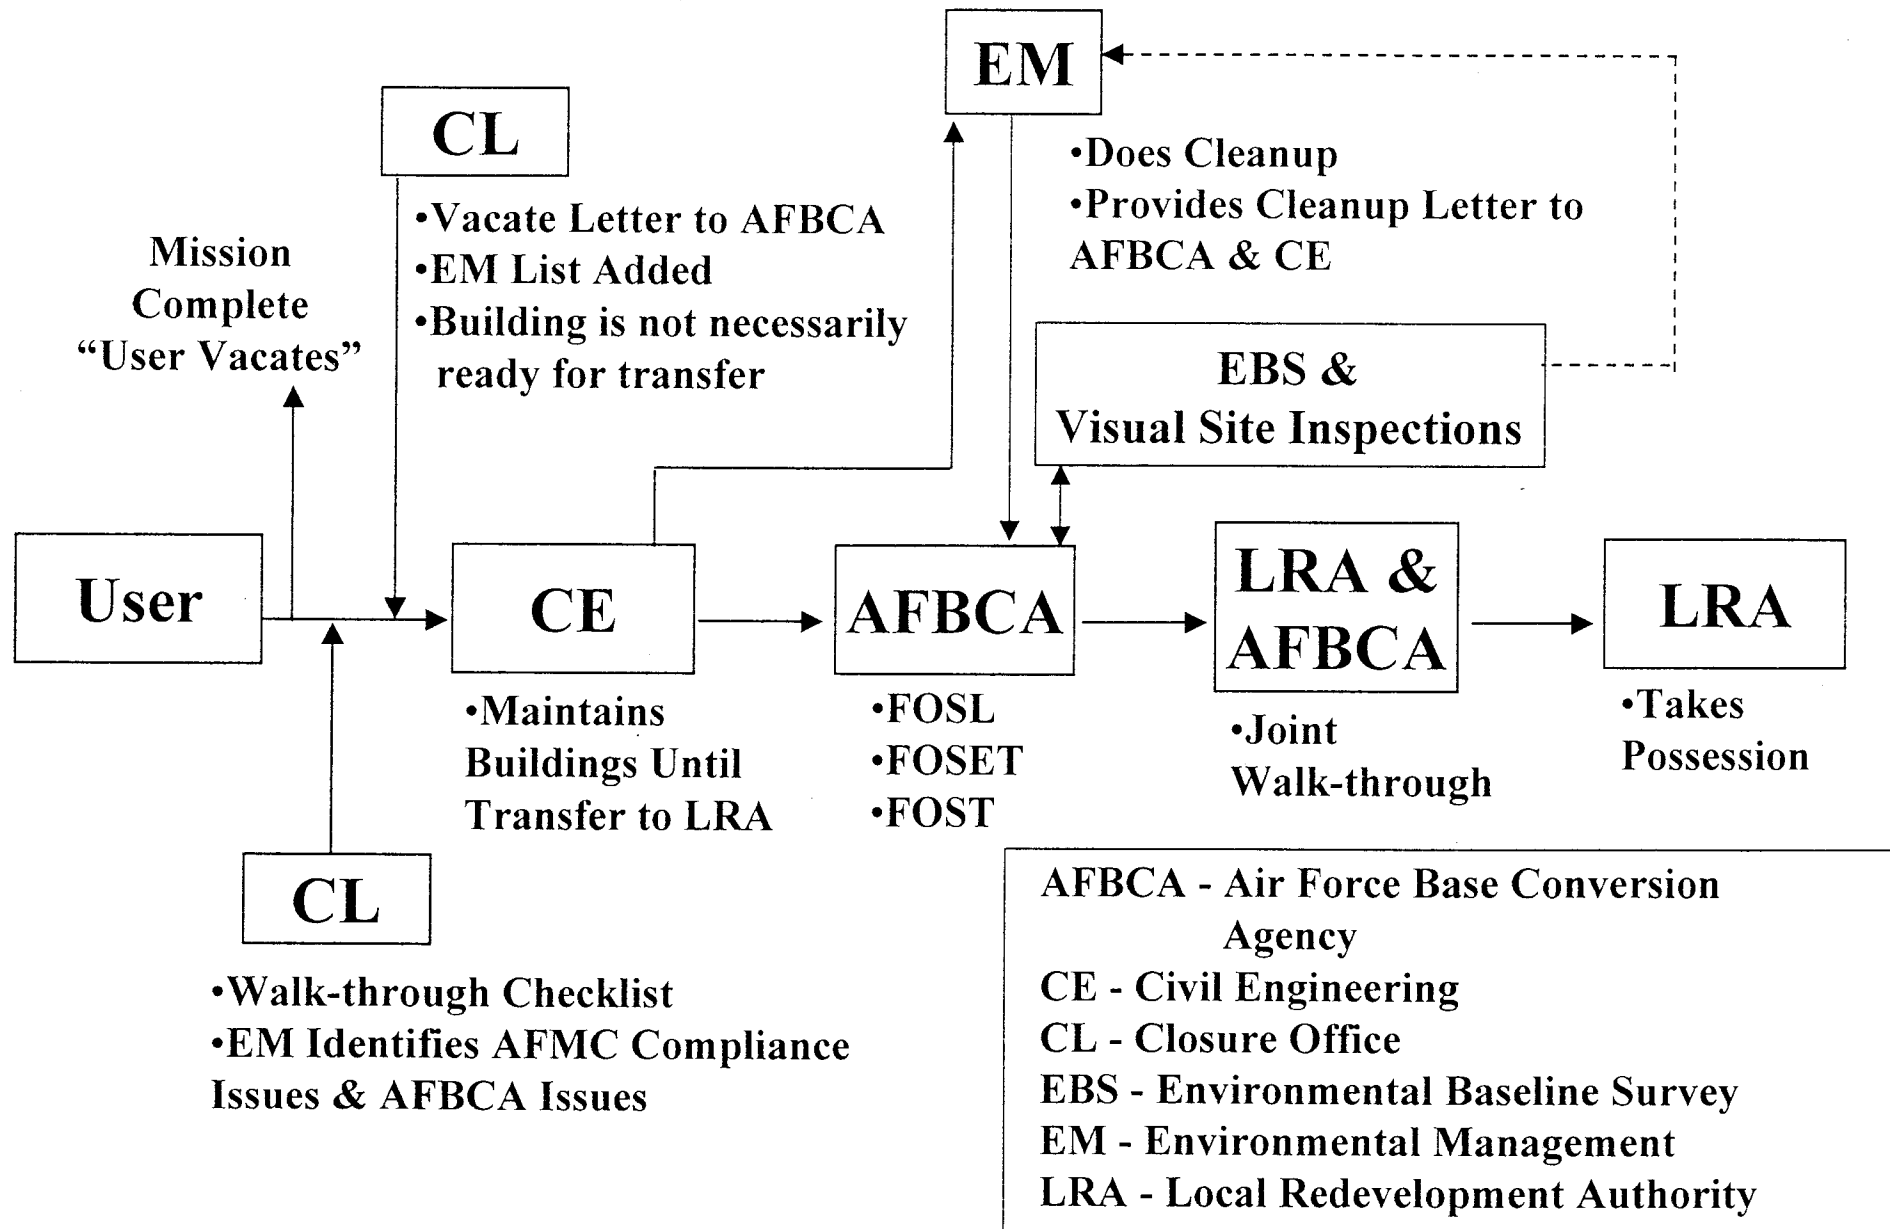 EM
•Does Cleanup
•Provides Cleanup Letter to
AFBCA & CE
CL
•Vacate Letter to AFBCA
•EM List Added
•Building is not necessarily
ready for transfer
Mission
Complete
“User Vacates”
EBS &
Visual Site Inspections
User
CE
•Maintains
Buildings Until
Transfer to LRA
AFBCA
•FOSL
•FOSET
•FOST
LRA &
AFBCA
•Joint
Walk-through
LRA
•Takes
Possession
CL
•Walk-through Checklist
•EM Identifies AFMC Compliance
Issues & AFBCA Issues
AFBCA - Air Force Base Conversion
Agency
CE - Civil Engineering
CL - Closure Office
EBS - Environmental Baseline Survey
EM - Environmental Management
LRA - Local Redevelopment Authority